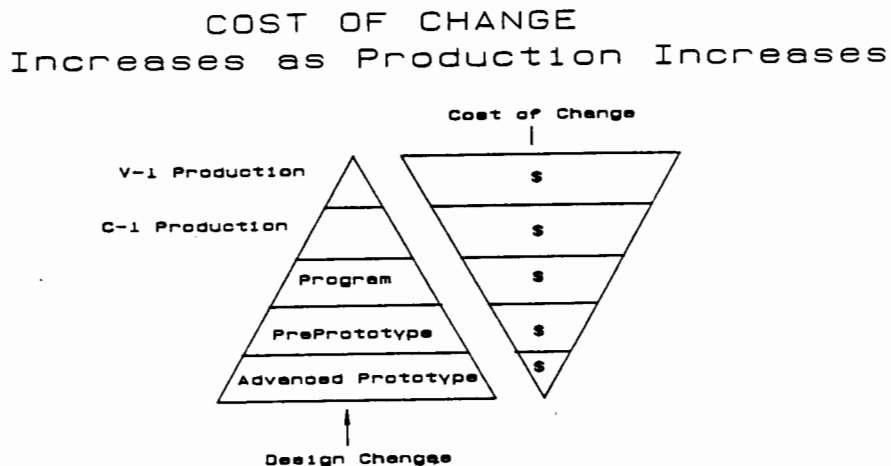 COST OF CHANGE
Increases as Production Increases
Cost of Change
V-1 Production
$
C-1 Production
$
Program
$
PrePrototype
$
Advanced Prototype
$
Design Changes